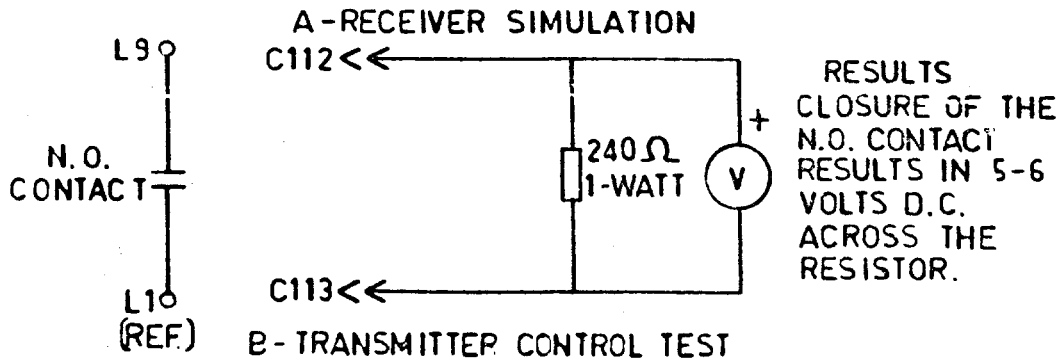 A-RECEIVER SIMULATION
L9
C112
N.O.
CONTACT
L1
(REF.)
240Ω
1-WATT
+
V
C113
RESULTS
CLOSURE OF THE
N.O. CONTACT
RESULTS IN 5-6
VOLTS D.C.
ACROSS THE
RESISTOR.
B-TRANSMITTER CONTROL TEST